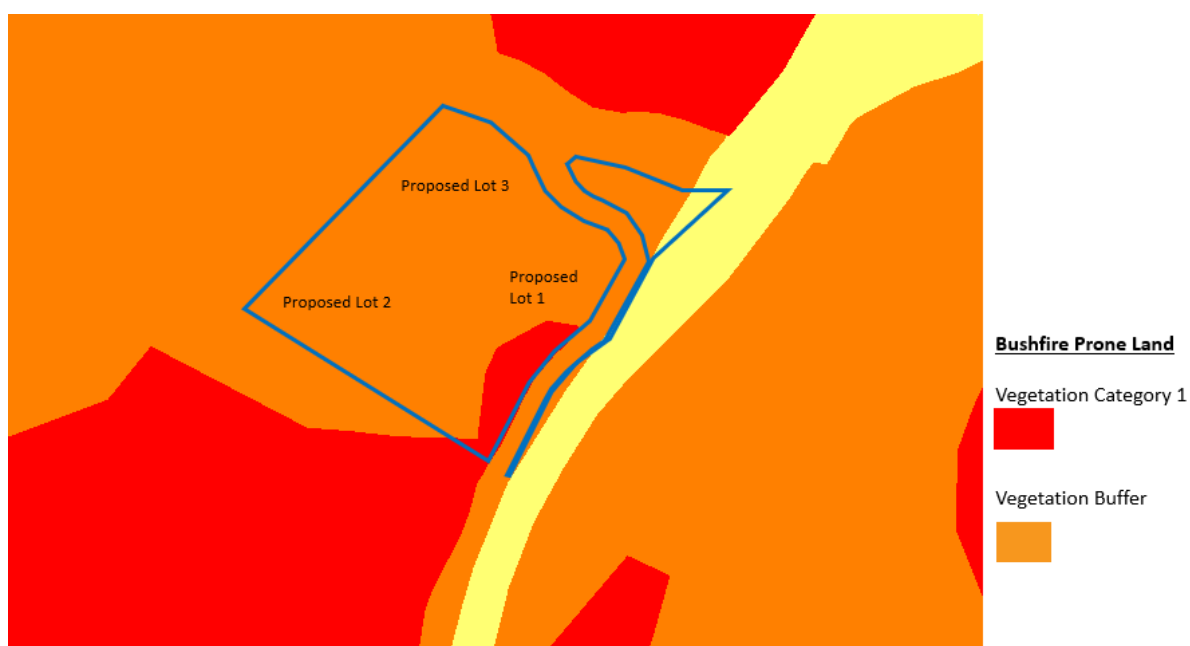 Proposed Lot 3
Proposed
Lot 1
Proposed Lot 2
Bushfire Prone Land
Vegetation Category 1
Vegetation Buffer